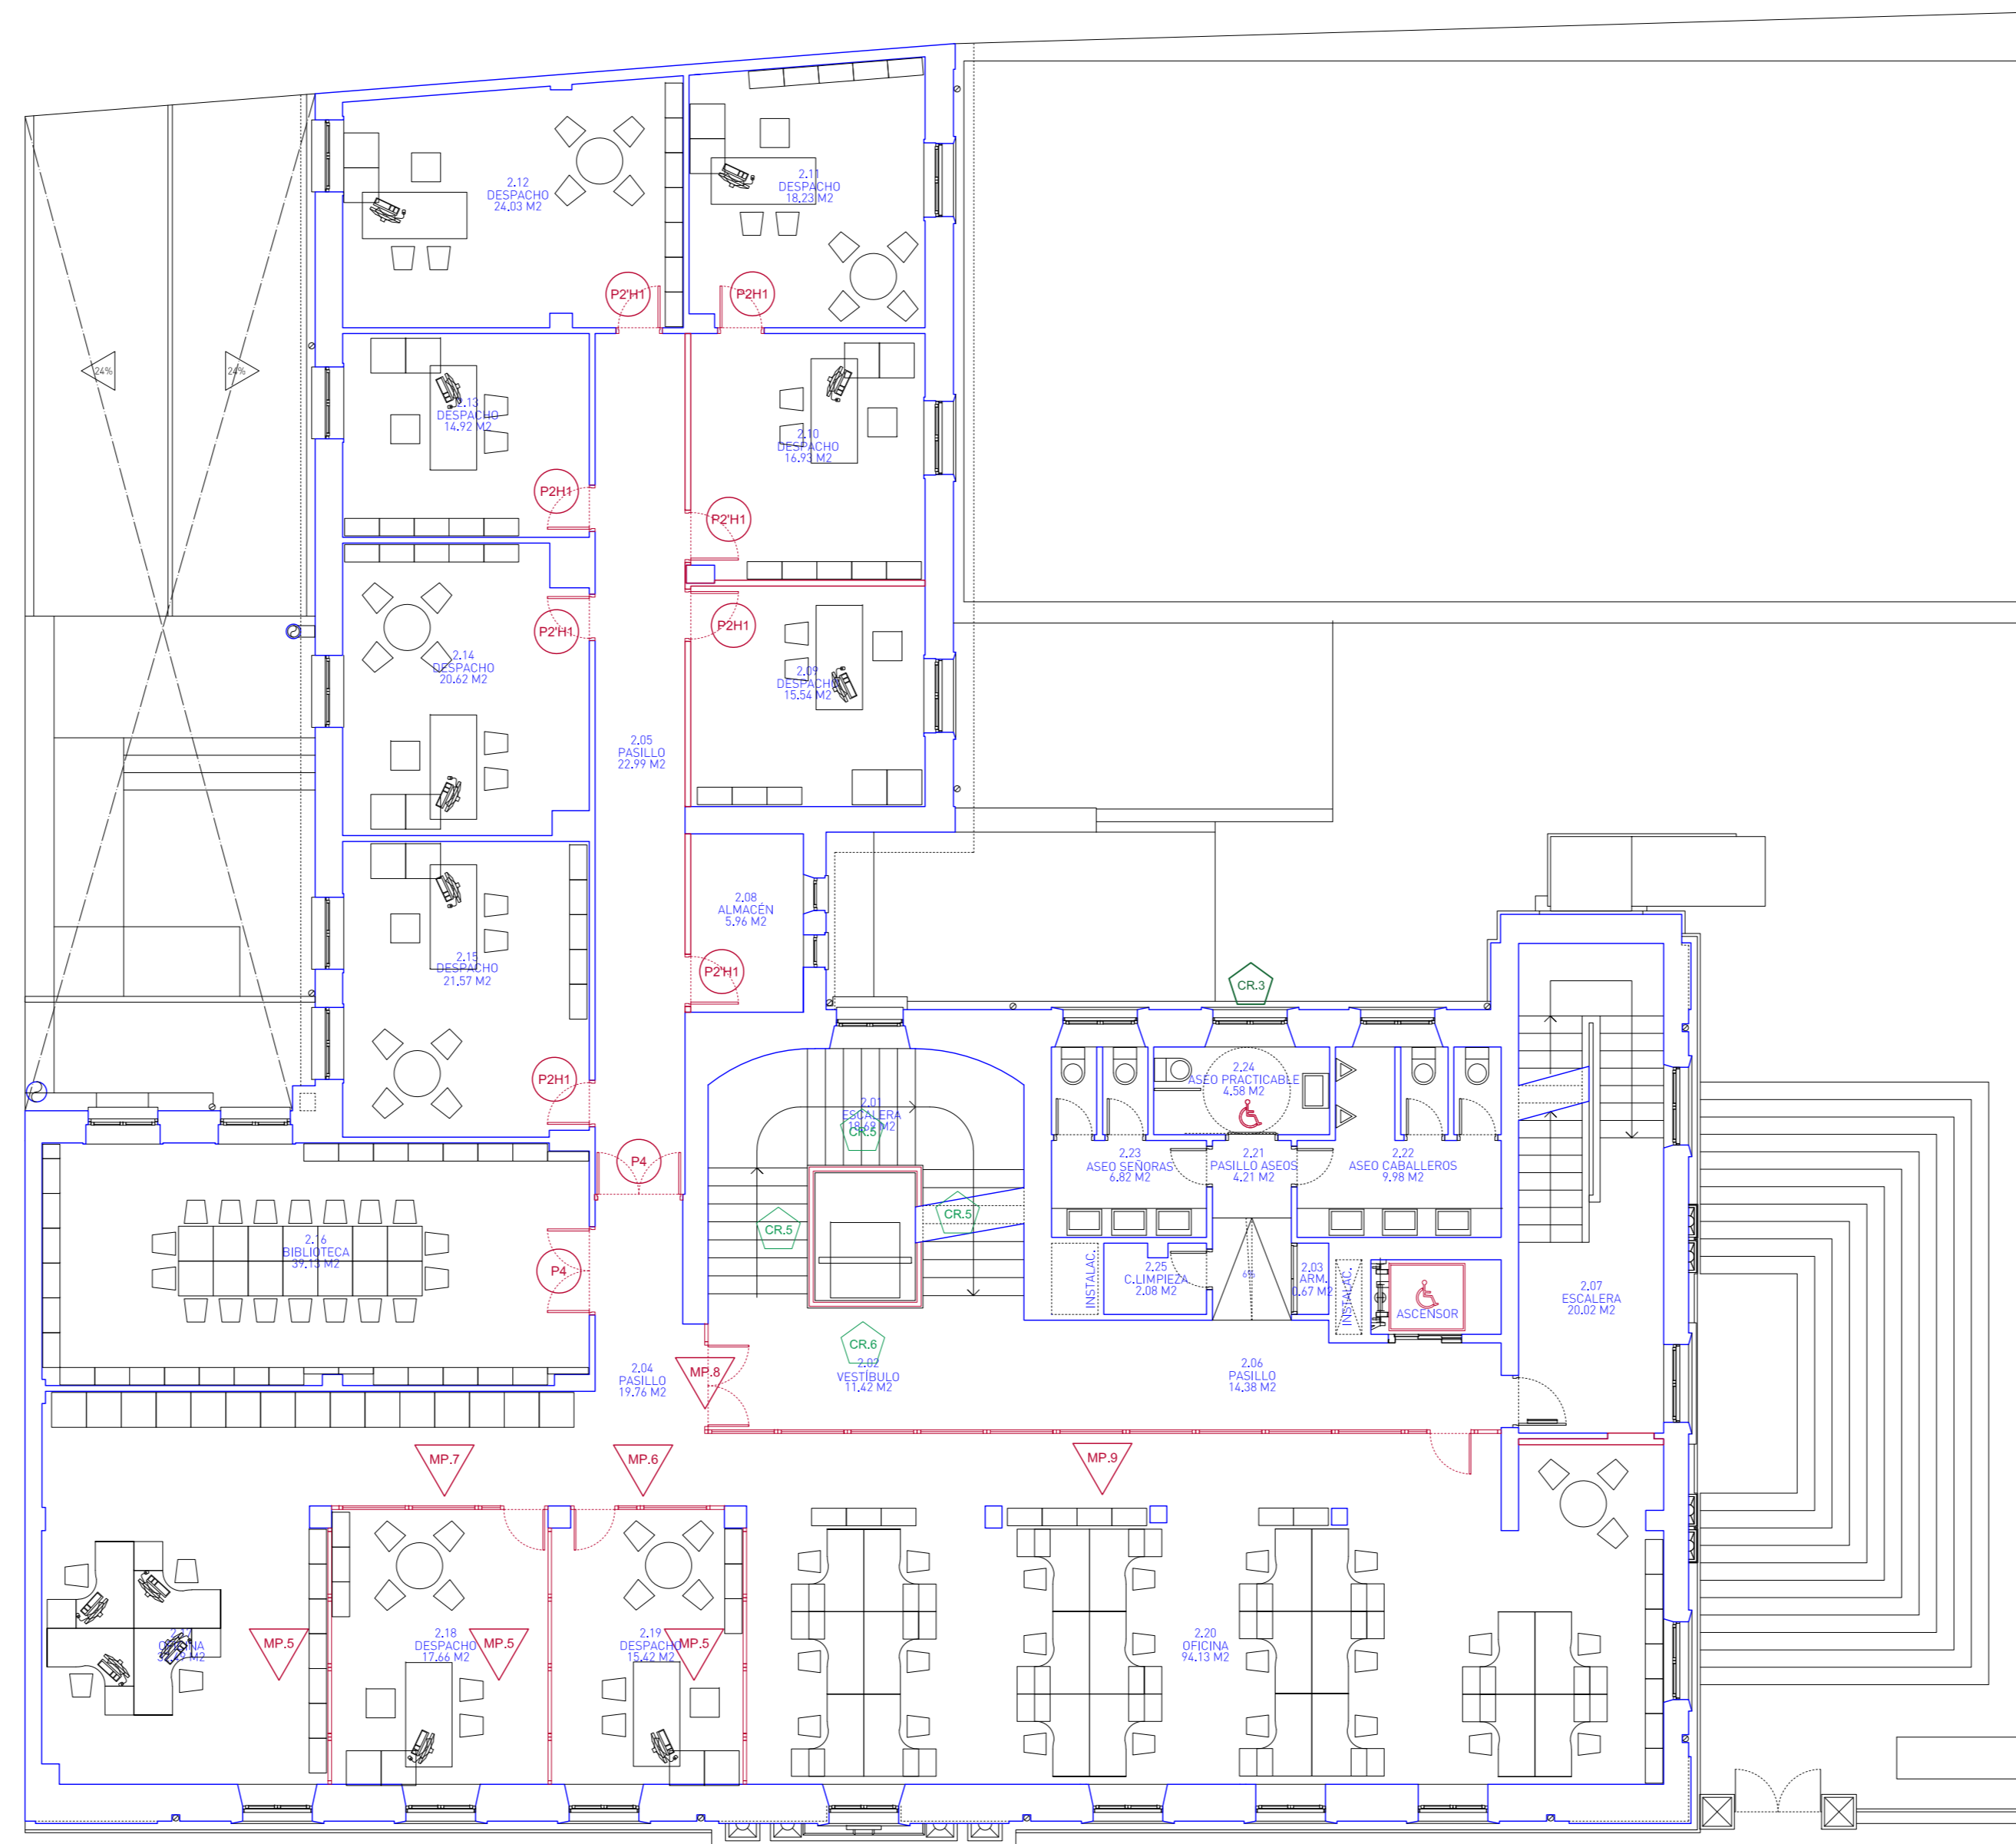 2.12
DESPACHO
24.03 M2
2.11
DESPACHO
18.23 M2
P2'H1
P2H1
24%
24%
2.13
DESPACHO
14.92 M2
2.10
DESPACHO
16.93 M2
P2H1
P2'H1
P2'H1
P2H1
2.14
DESPACHO
20.62 M2
2.09
DESPACHO
15.54 M2
2.05
PASILLO
22.99 M2
2.08
ALMACÉN
5.96 M2
2.15
DESPACHO
21.57 M2
P2'H1
CR.3
P2H1
2.01
ESCALERA
18.69 M2
CR.5
2.24
ASEO PRACTICABLE
4.58 M2
P4
2.23
ASEO SEÑORAS
6.82 M2
2.21
PASILLO ASEOS
4.21 M2
2.22
ASEO CABALLEROS
9.98 M2
CR.5
CR.5
2.16
BIBLIOTECA
39.13 M2
P4
INSTALAC.
2.25
C.LIMPIEZA
2.08 M2
6%
2.03
ARM.
0.67 M2
INSTALAC.
ASCENSOR
2.07
ESCALERA
20.02 M2
CR.6
2.04
PASILLO
19.76 M2
MP.8
2.02
VESTÍBULO
11.42 M2
2.06
PASILLO
14.38 M2
MP.7
MP.6
MP.9
OFICINA
MP.5
2.18
DESPACHO
17.66 M2
MP.5
2.19
DESPACHO
15.42 M2
MP.5
2.20
OFICINA
94.13 M2